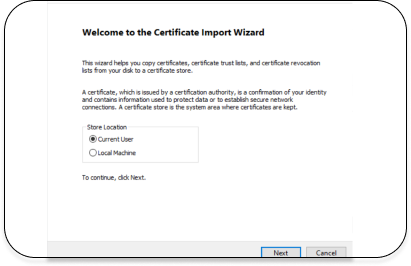 Welcome to the Certificate Import Wizard
This wizard helps you copy certificates, certificate trust lists, and certificate revocation
lists from your disk to a certificate store.
A certificate, which is issued by a certification authority, is a confirmation of your identity
and contains information used to protect data or to establish secure network
connections. A certificate store is the system area where certificates are kept.
Store Location
Current User
Local Machine
To continue, click Next.
Next Cancel